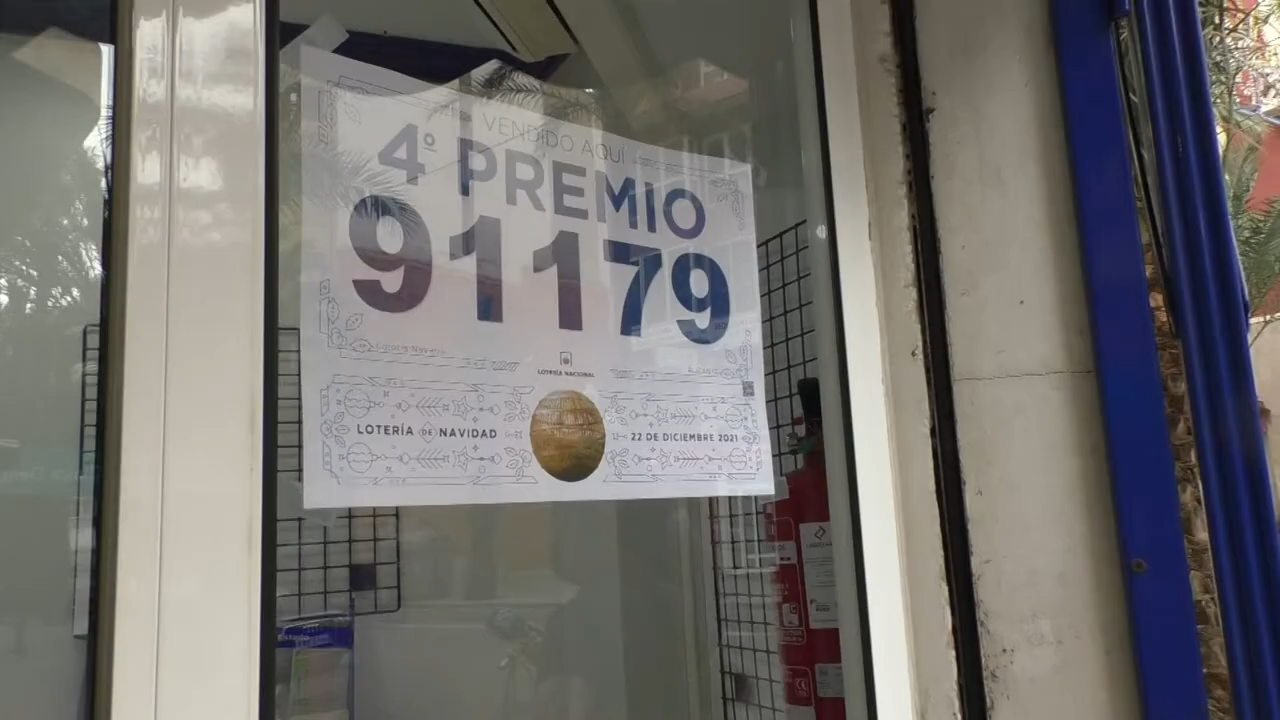 VENDIDO AQUÍ
4º PREMIO
91179
LOTERÍA NACIONAL
LOTERÍA DE NAVIDAD
22 DE DICIEMBRE 2021